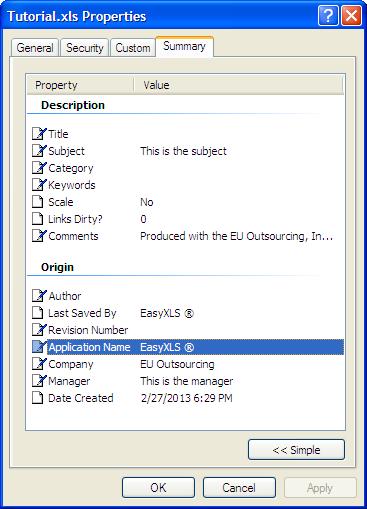 Tutorial.xls Properties
General Security Custom Summary
Property Value
Description
Title
Subject This is the subject
Category
Keywords
Scale No
Links Dirty? 0
Comments Produced with the EU Outsourcing, In...
Origin
Author
Last Saved By EasyXLS ®
Revision Number
Application Name EasyXLS ®
Company EU Outsourcing
Manager This is the manager
Date Created 2/27/2013 6:29 PM
<< Simple
OK Cancel Apply